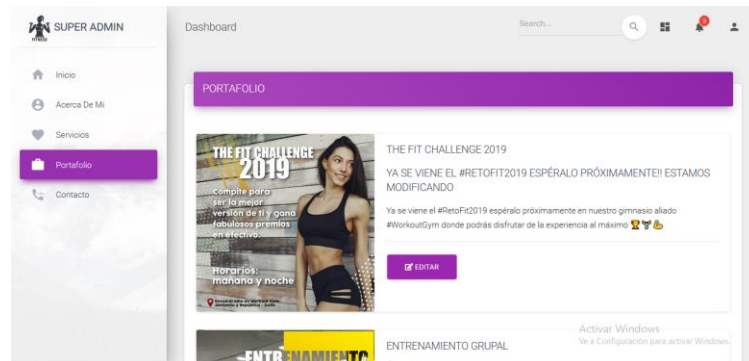 SUPER ADMIN
FITNESS
Dashboard
Search...
Inicio
Acerca De Mi
Servicios
Portafolio
Contacto
PORTAFOLIO
THE FIT CHALLENGE
2019
Compite para
ser la mejor
versión de ti y gana
fabulosos premios
en efectivo.
Horarios:
mañana y noche
THE FIT CHALLENGE 2019
YA SE VIENE EL #RETOFIT2019 ESPÉRALO PRÓXIMAMENTE!! ESTAMOS
MODIFICANDO
Ya se viene el #RetoFit2019 espéralo próximamente en nuestro gimnasio aliado
#WorkoutGym donde podrás disfrutar de la experiencia al máximo 🏆🏋💪
EDITAR
ENTRENAMIENTO
ENTRENAMIENTO GRUPAL
Activar Windows
Ve a Configuración para activar Windows.